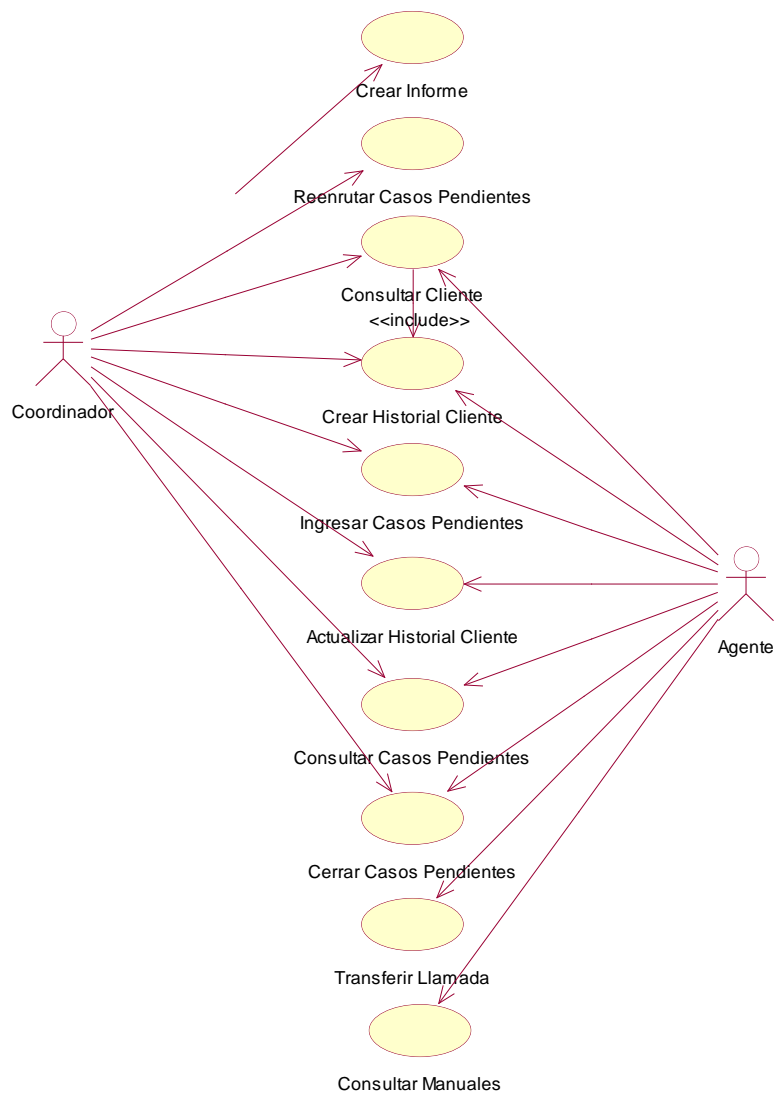 Crear Informe
Reenrutar Casos Pendientes
Consultar Cliente
<<include>>
Coordinador
Crear Historial Cliente
Ingresar Casos Pendientes
Actualizar Historial Cliente
Agente
Consultar Casos Pendientes
Cerrar Casos Pendientes
Transferir Llamada
Consultar Manuales